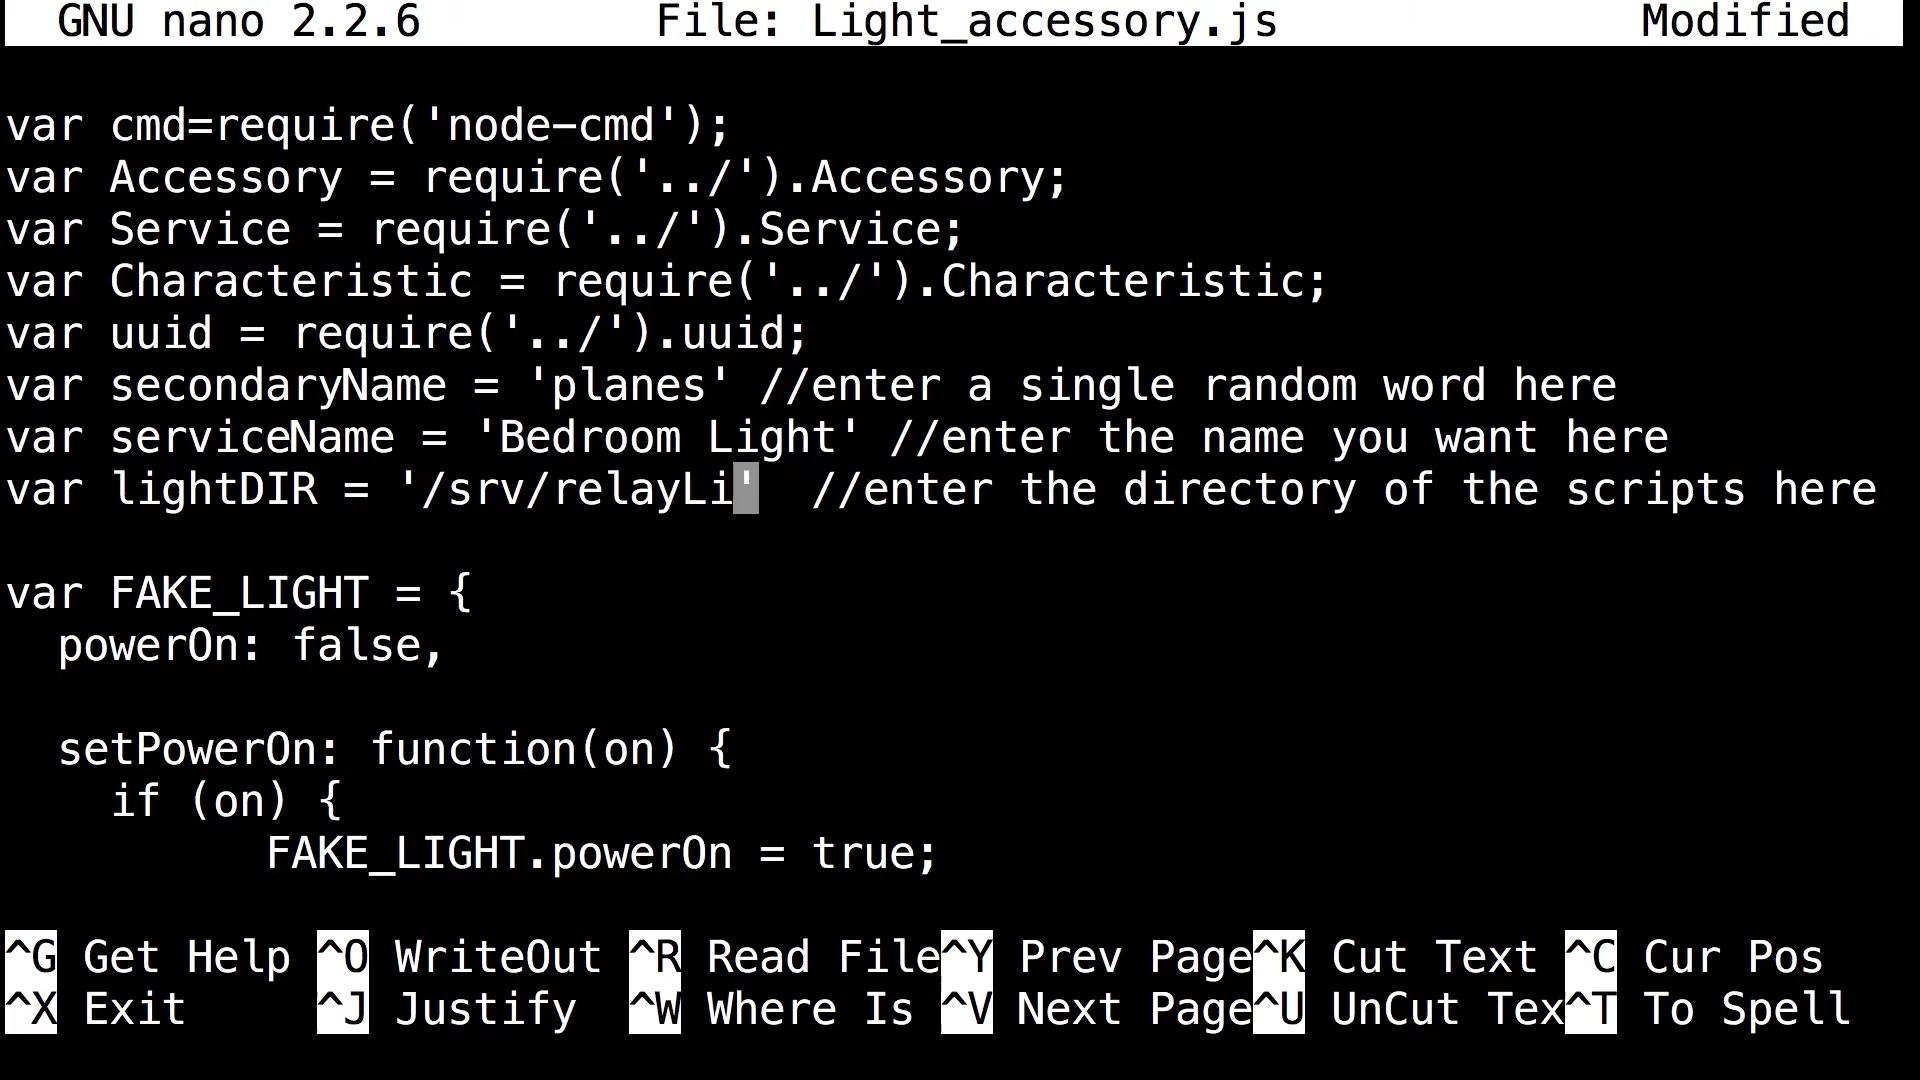 GNU nano 2.2.6 File: Light_accessory.js Modified
var cmd=require('node-cmd');
var Accessory = require('../').Accessory;
var Service = require('../').Service;
var Characteristic = require('../').Characteristic;
var uuid = require('../').uuid;
var secondaryName = 'planes' //enter a single random word here
var serviceName = 'Bedroom Light' //enter the name you want here
var lightDIR = '/srv/relayLi'  //enter the directory of the scripts here
var FAKE_LIGHT = {
  powerOn: false,
  setPowerOn: function(on) {
    if (on) {
          FAKE_LIGHT.powerOn = true;
^G Get Help ^O WriteOut ^R Read File^Y Prev Page^K Cut Text ^C Cur Pos
^X Exit ^J Justify ^W Where Is ^V Next Page^U UnCut Tex^T To Spell